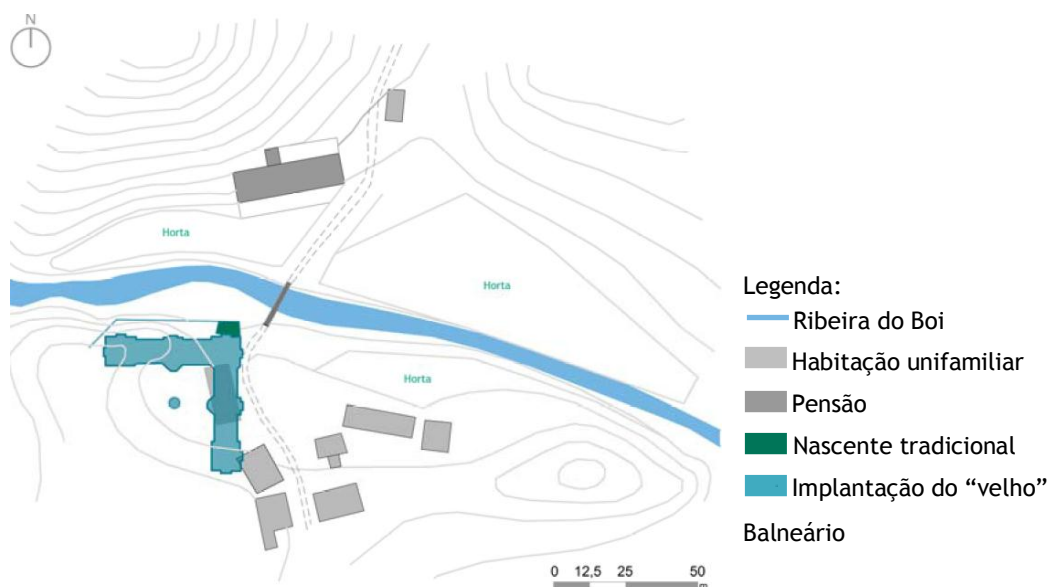 N
Horta
Horta
Horta
0 12,5 25 50
m
Legenda:
Ribeira do Boi
Habitação unifamiliar
Pensão
Nascente tradicional
Implantação do “velho”
Balneário